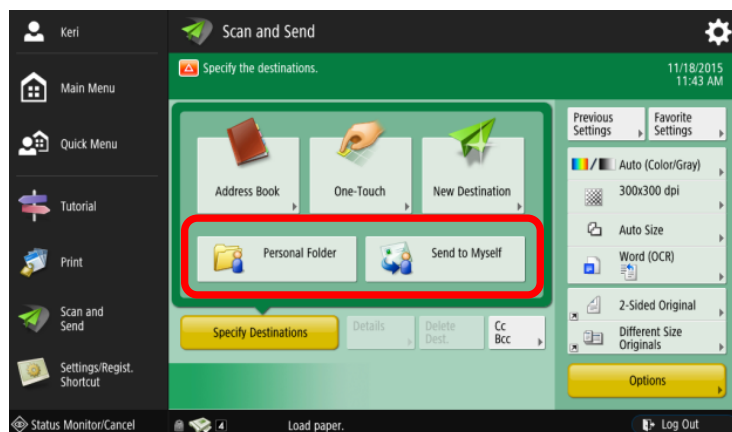 Keri
Scan and Send
Specify the destinations.
11/18/2015
11:43 AM
Main Menu
Quick Menu
Tutorial
Print
Scan and
Send
Settings/Regist.
Shortcut
Address Book
One-Touch
New Destination
Personal Folder
Send to Myself
Specify Destinations
Details
Delete
Dest.
Cc
Bcc
Previous
Settings
Favorite
Settings
Auto (Color/Gray)
300x300 dpi
Auto Size
Word (OCR)
2-Sided Original
Different Size
Originals
Options
Status Monitor/Cancel
4
Load paper.
Log Out